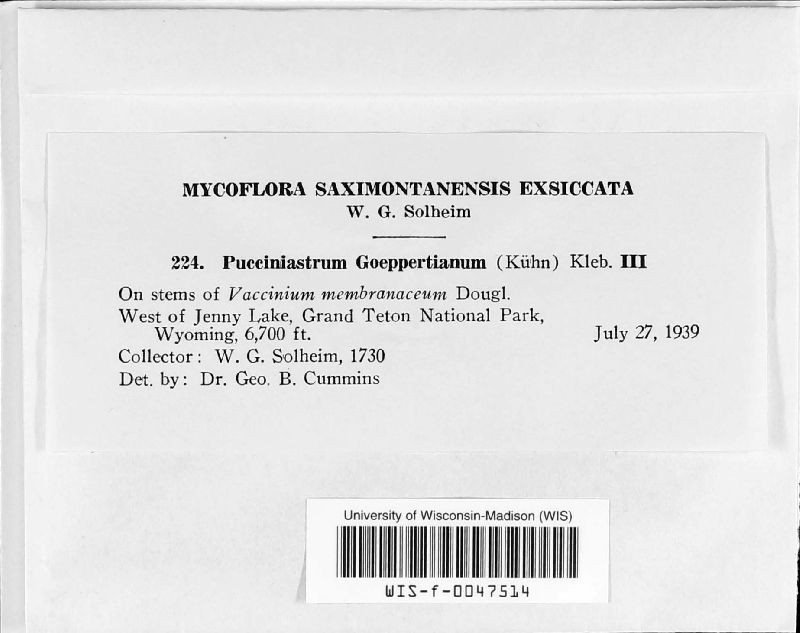 MYCOFLORA SAXIMONTANENSIS EXSICCATA
W. G. Solheim
224. Pucciniastrum Goeppertianum (Kühn) Kleb. III
On stems of Vaccinium membranaceum Dougl.
West of Jenny Lake, Grand Teton National Park,
Wyoming, 6,700 ft. July 27, 1939
Collector: W. G. Solheim, 1730
Det. by: Dr. Geo. B. Cummins
University of Wisconsin-Madison (WIS)
WIS-f-0047514